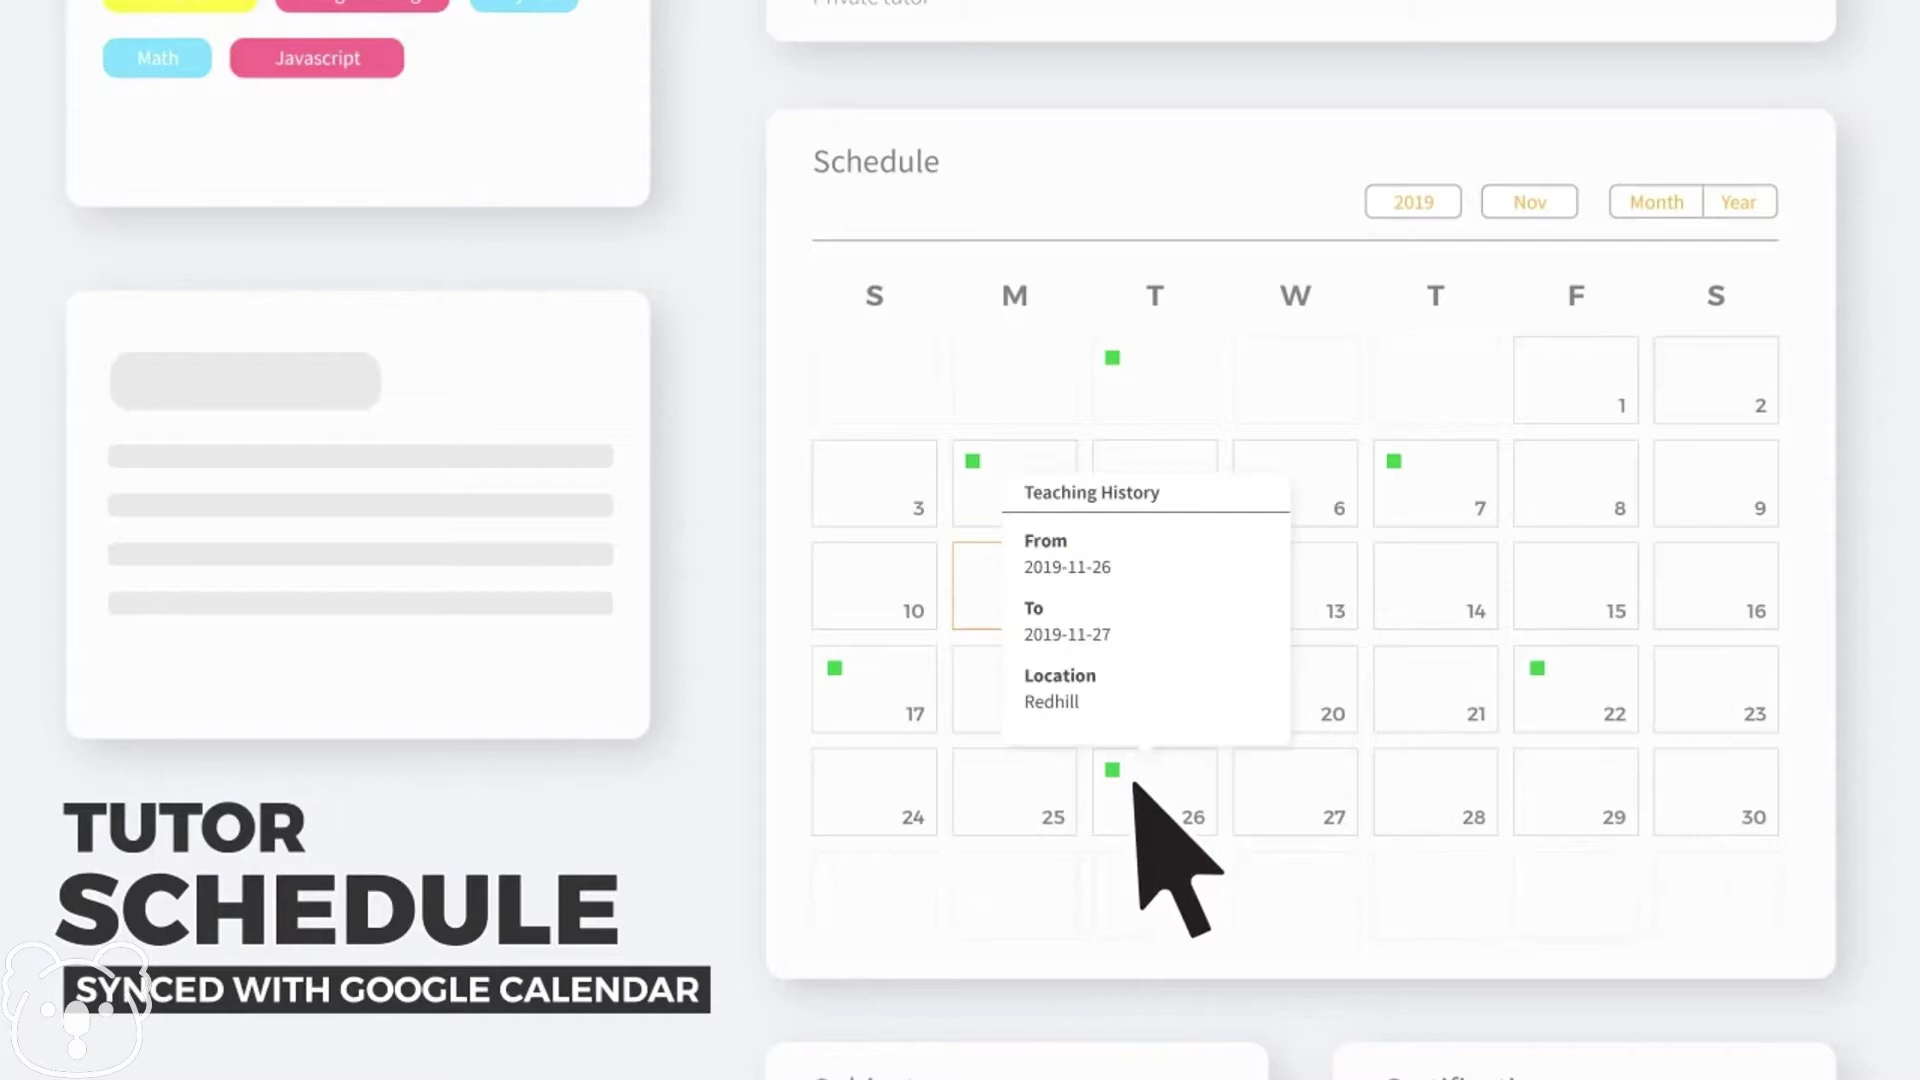 Private tutor
Math
Javascript
Schedule
2019
Nov
Month
Year
S M T W T F S
1 2
3 6 7 8 9
10 13 14 15 16
17 20 21 22 23
24 25 26 27 28 29 30
Teaching History
From
2019-11-26
To
2019-11-27
Location
Redhill
TUTOR
SCHEDULE
SYNCED WITH GOOGLE CALENDAR